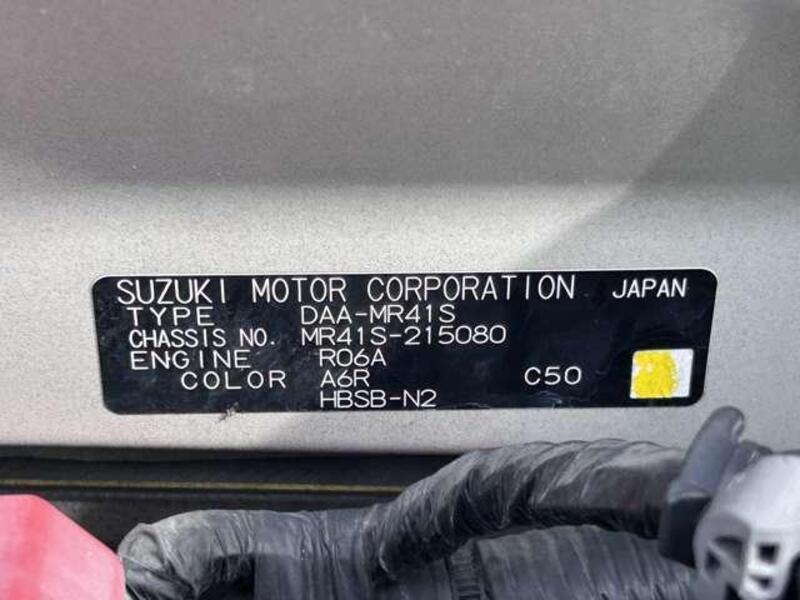 SUZUKI MOTOR CORPORATION JAPAN
TYPE DAA-MR41S
CHASSIS NO. MR41S-215080
ENGINE R06A
COLOR A6R C50
HBSB-N2